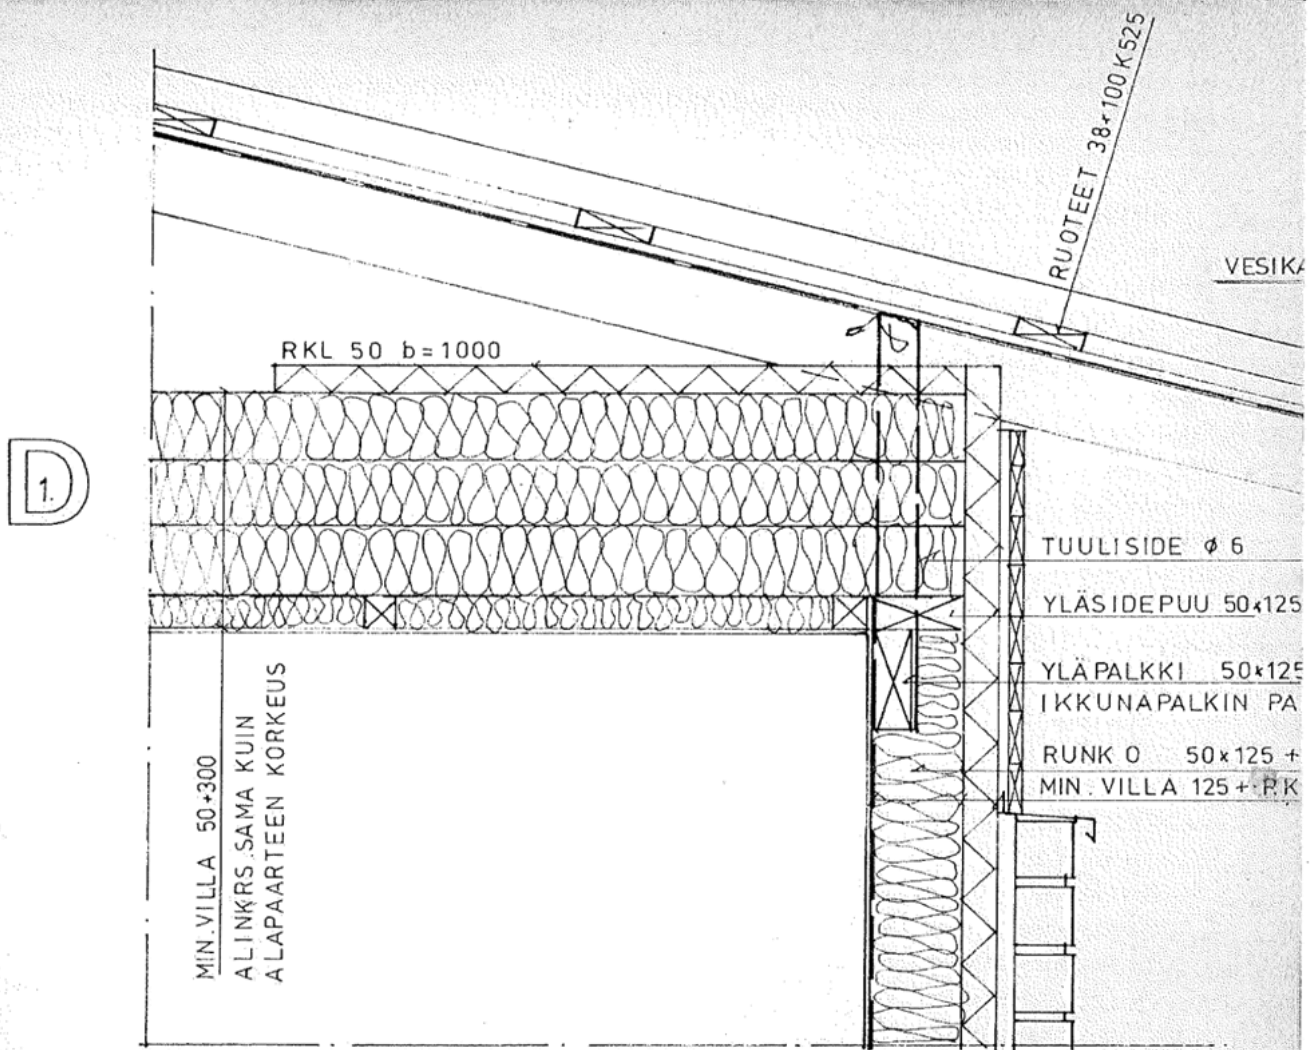 RUOTEET 38×100 K525
VESIKA
RKL 50 b=1000
D
1.
TUULISIDE ϕ 6
YLÄSIDEPUU 50×125
YLÄPALKKI 50×125
IKKUNAPALKIN PA
RUNKO 50×125 +
MIN. VILLA 125 + RK
MIN. VILLA 50+300
ALINKRS. SAMA KUIN
ALAPAARTEEN KORKEUS